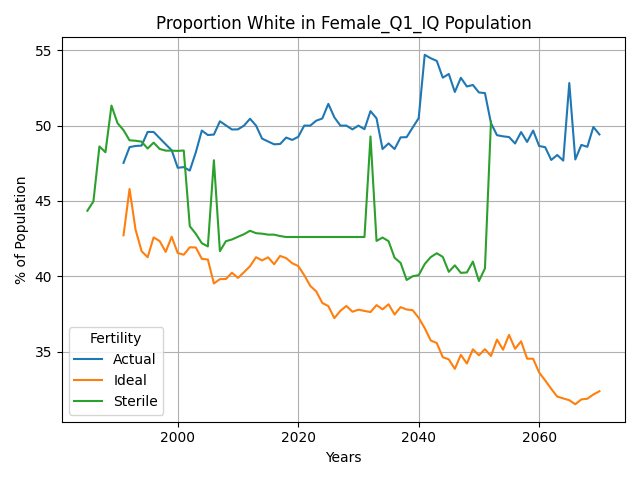 Proportion White in Female_Q1_IQ Population
% of Population
55
50
45
40
35
Fertility
Actual
Ideal
Sterile
2000 2020 2040 2060
Years